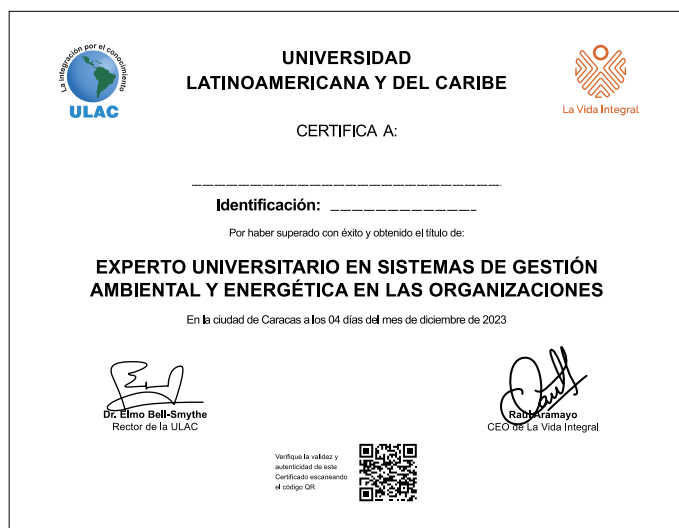 La integración por el conocimiento
ULAC
UNIVERSIDAD
LATINOAMERICANA Y DEL CARIBE
La Vida Integral
CERTIFICA A:
Identificación:
Por haber superado con éxito y obtenido el título de:
EXPERTO UNIVERSITARIO EN SISTEMAS DE GESTIÓN
AMBIENTAL Y ENERGÉTICA EN LAS ORGANIZACIONES
En la ciudad de Caracas a los 04 días del mes de diciembre de 2023
Dr. Elmo Bell-Smythe
Rector de la ULAC
Raúl Aramayo
CEO de La Vida Integral
Verifique la validez y
autenticidad de este
Certificado escaneando
el código QR